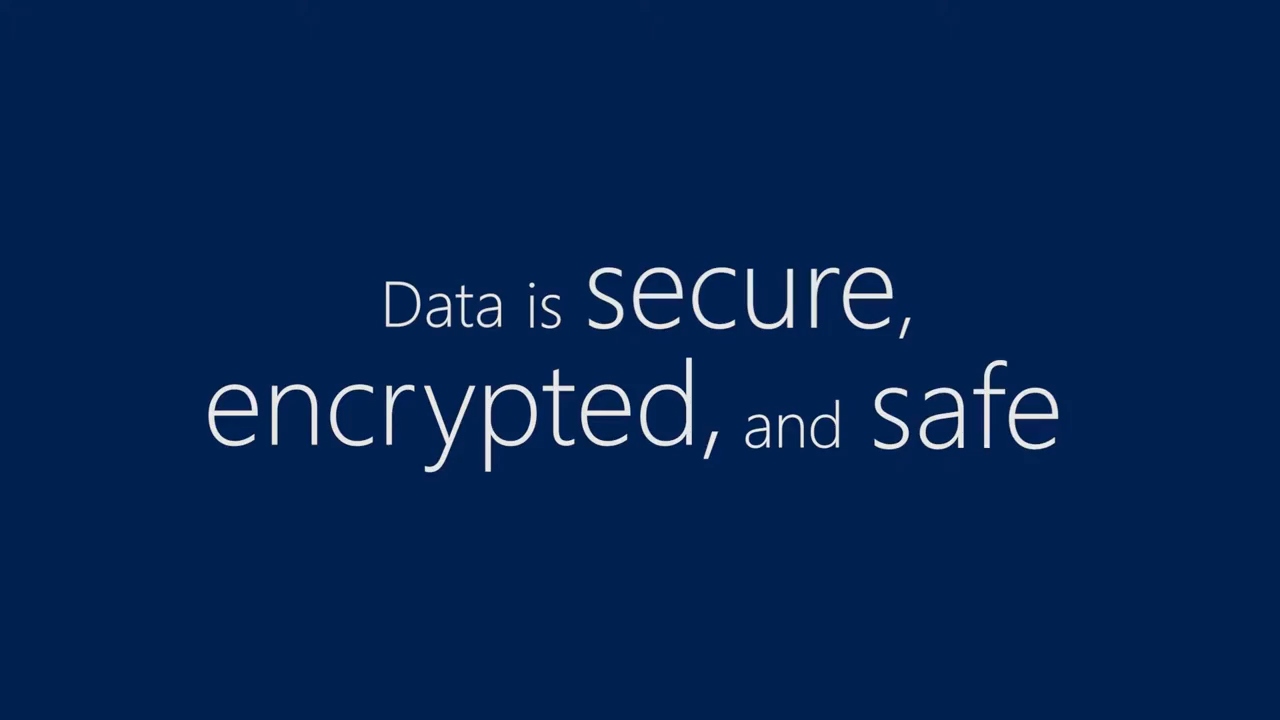 Data is secure,
encrypted, and safe